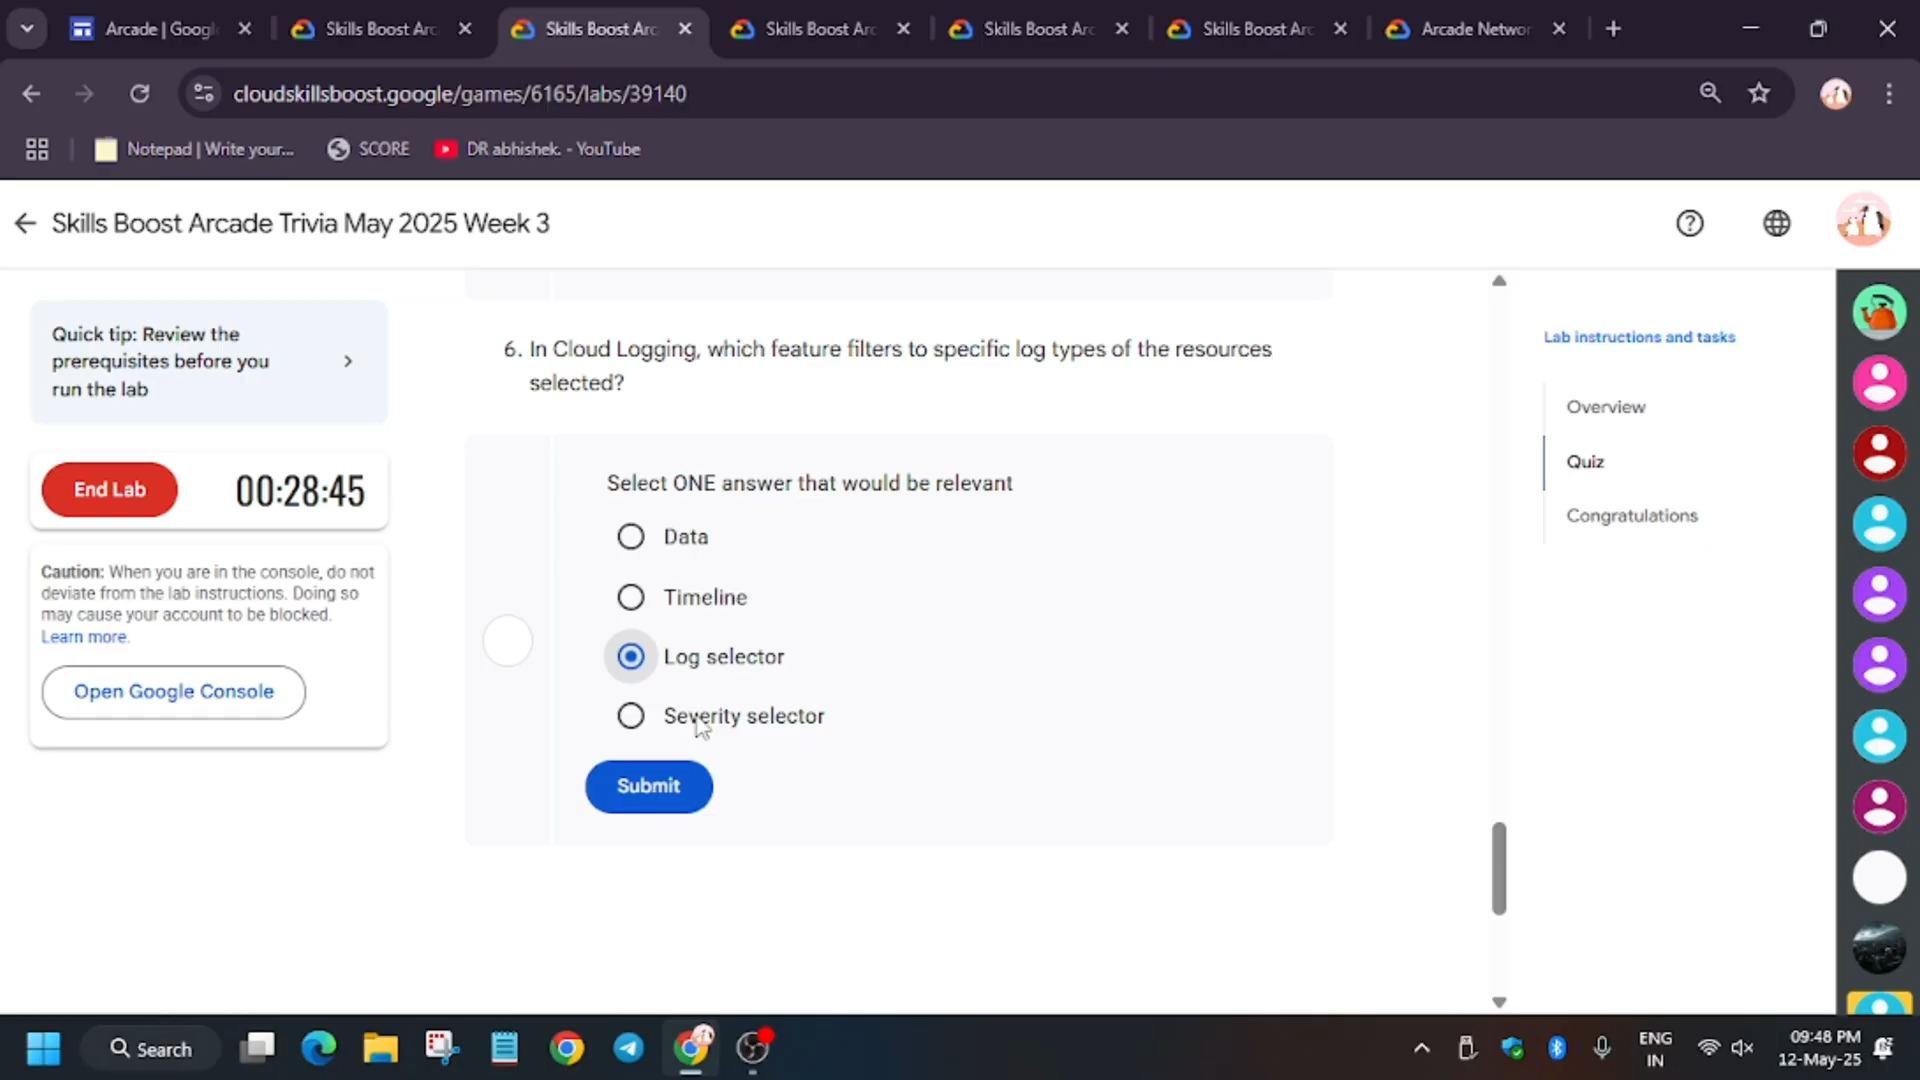 Arcade | Googl
Skills Boost Arc
Skills Boost Arc
Skills Boost Arc
Skills Boost Arc
Skills Boost Arc
Arcade Networ
cloudskillsboost.google/games/6165/labs/39140
Notepad | Write your...
SCORE
DR abhishek. - YouTube
Skills Boost Arcade Trivia May 2025 Week 3
Quick tip: Review the
prerequisites before you
run the lab
End Lab
00:28:45
Caution: When you are in the console, do not
deviate from the lab instructions. Doing so
may cause your account to be blocked.
Learn more.
Open Google Console
6. In Cloud Logging, which feature filters to specific log types of the resources
selected?
Select ONE answer that would be relevant
Data
Timeline
Log selector
Severity selector
Submit
Lab instructions and tasks
Overview
Quiz
Congratulations
Search
ENG
IN
09:48 PM
12-May-25